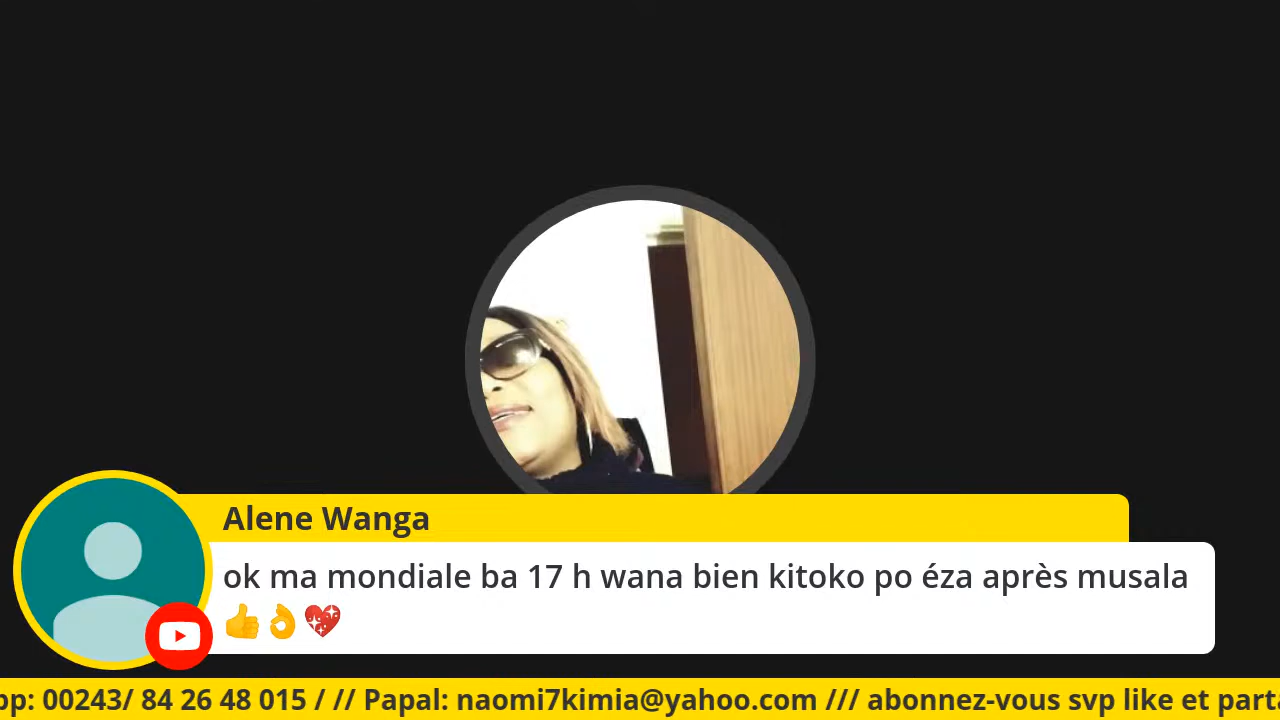 Alene Wanga
ok ma mondiale ba 17 h wana bien kitoko po éza après musala
👍👌💖
pp: 00243/ 84 26 48 015 / // Papal: naomi7kimia@yahoo.com /// abonnez-vous svp like et parta